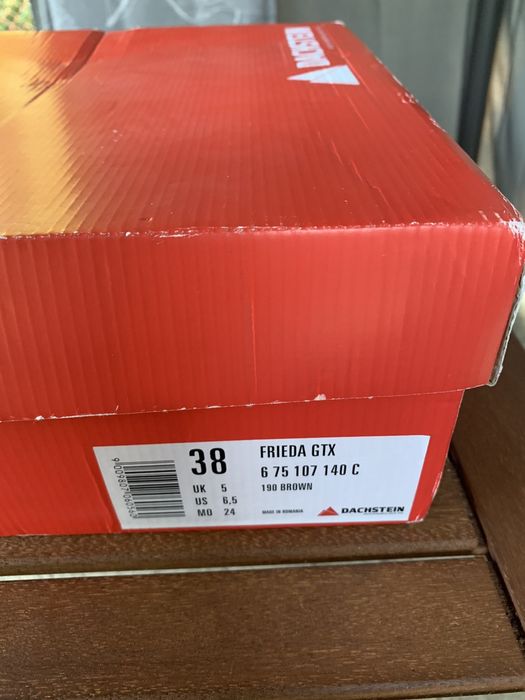 DACHSTEIN
38
UK 5
US 6,5
MO 24
FRIEDA GTX
6 75 107 140 C
190 BROWN
MADE IN ROMANIA
DACHSTEIN